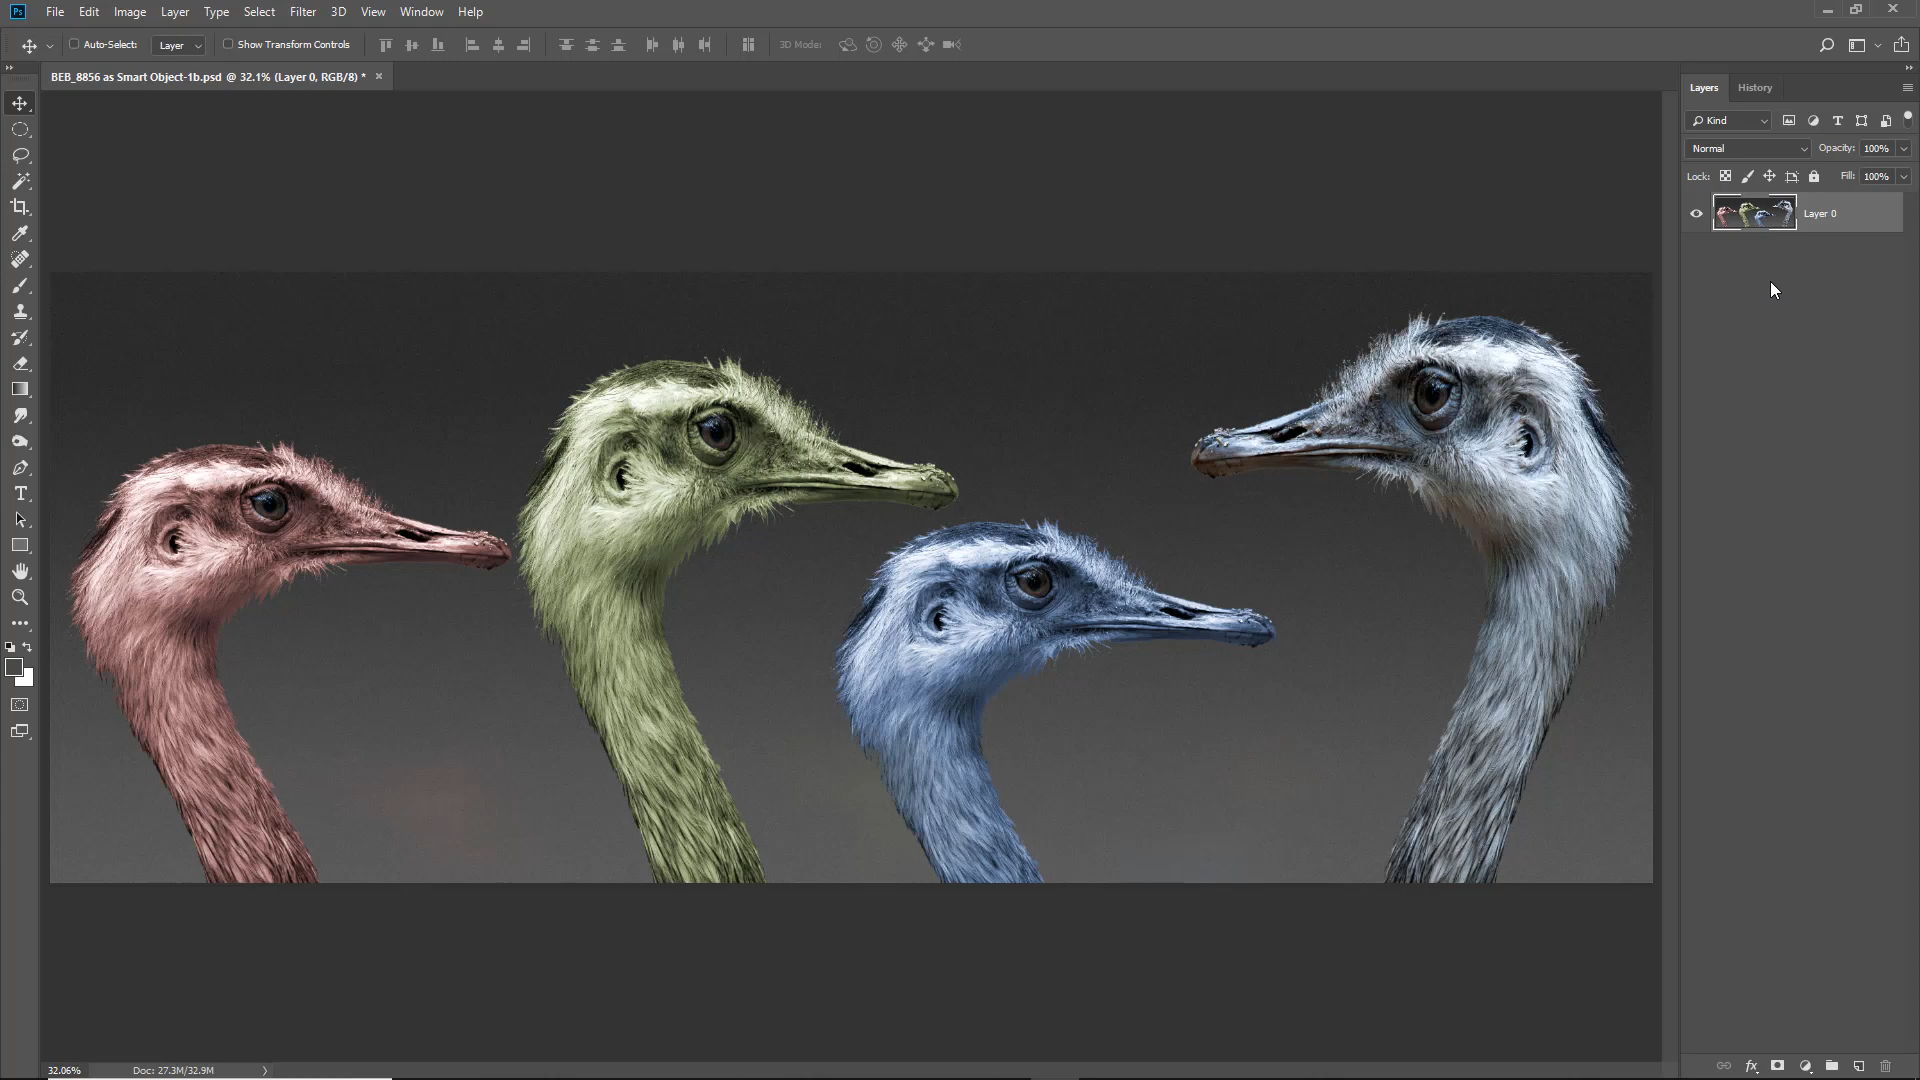 Ps File Edit Image Layer Type Select Filter 3D View Window Help
Auto-Select: Layer Show Transform Controls 3D Mode:
BEB_8856 as Smart Object-1b.psd @ 32.1% (Layer 0, RGB/8) *
Layers History
Kind
Normal Opacity: 100%
Lock: Fill: 100%
Layer 0
32.06% Doc: 27.3M/32.9M